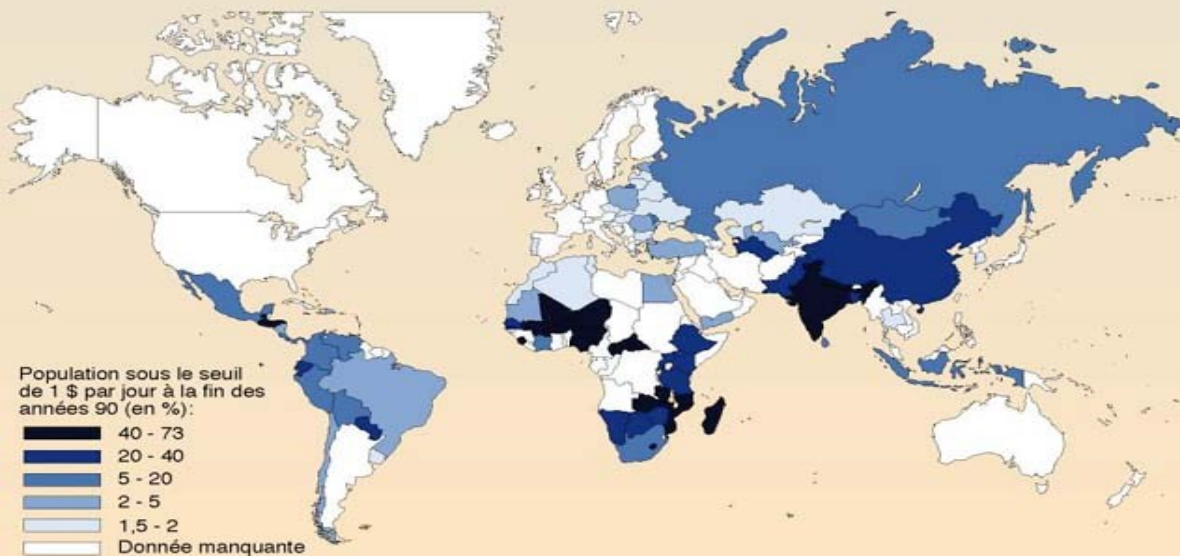 Population sous le seuil
de 1 $ par jour à la fin des
années 90 (en %):
40 - 73
20 - 40
5 - 20
2 - 5
1,5 - 2
Donnée manquante